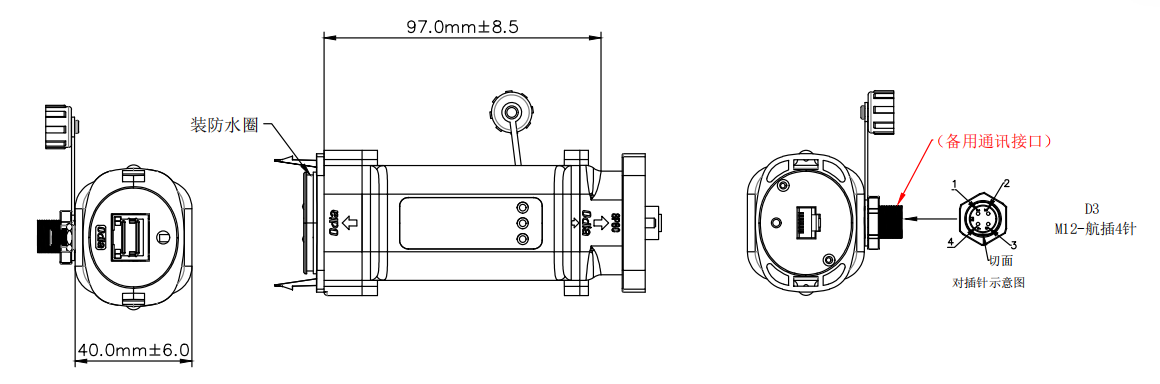 97.0mm±8.5
装防水圈
(备用通讯接口)
1
2
D3
M12-航插4针
4
3
切面
对插针示意图
40.0mm±6.0